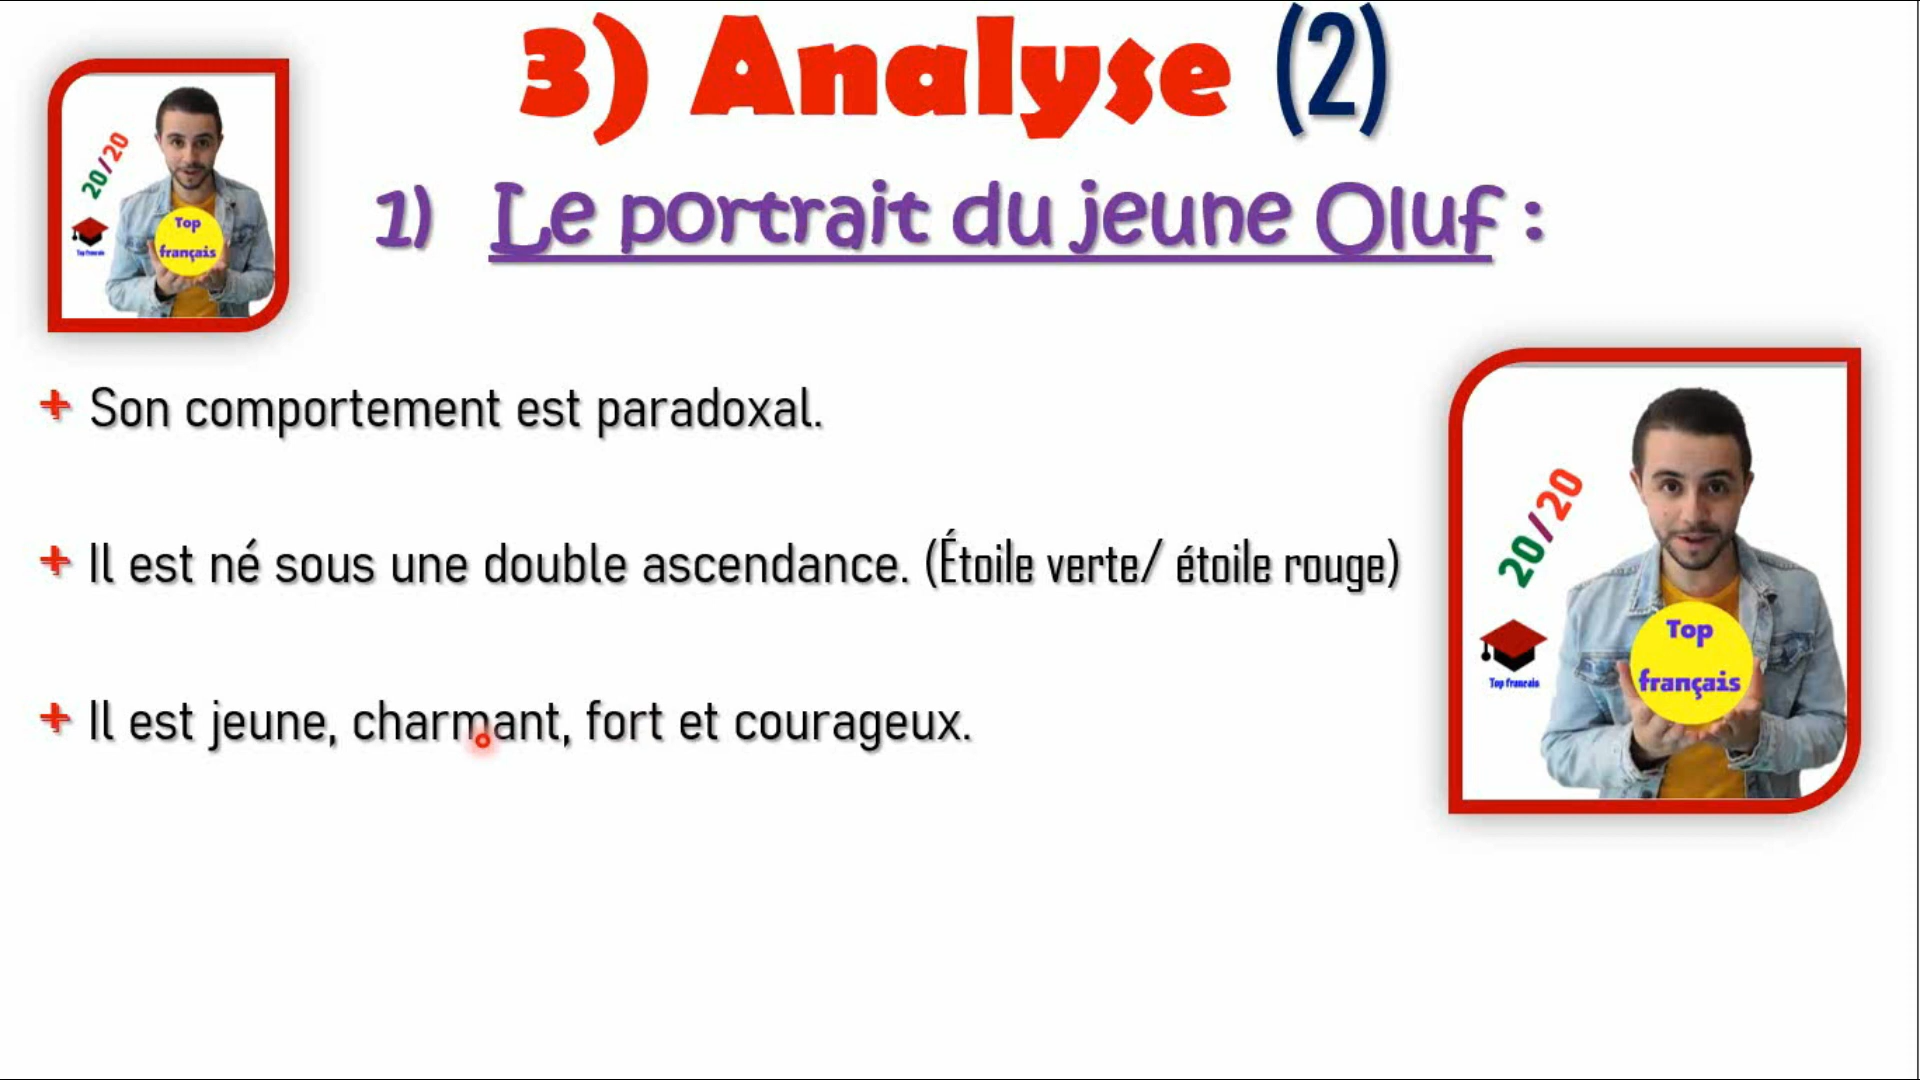 3) Analyse (2)
1) Le portrait du jeune Oluf :
20/20
Top
français
Top francais
Son comportement est paradoxal.
Il est né sous une double ascendance. (Étoile verte/ étoile rouge)
Il est jeune, charmant, fort et courageux.
20/20
Top
français
Top francais